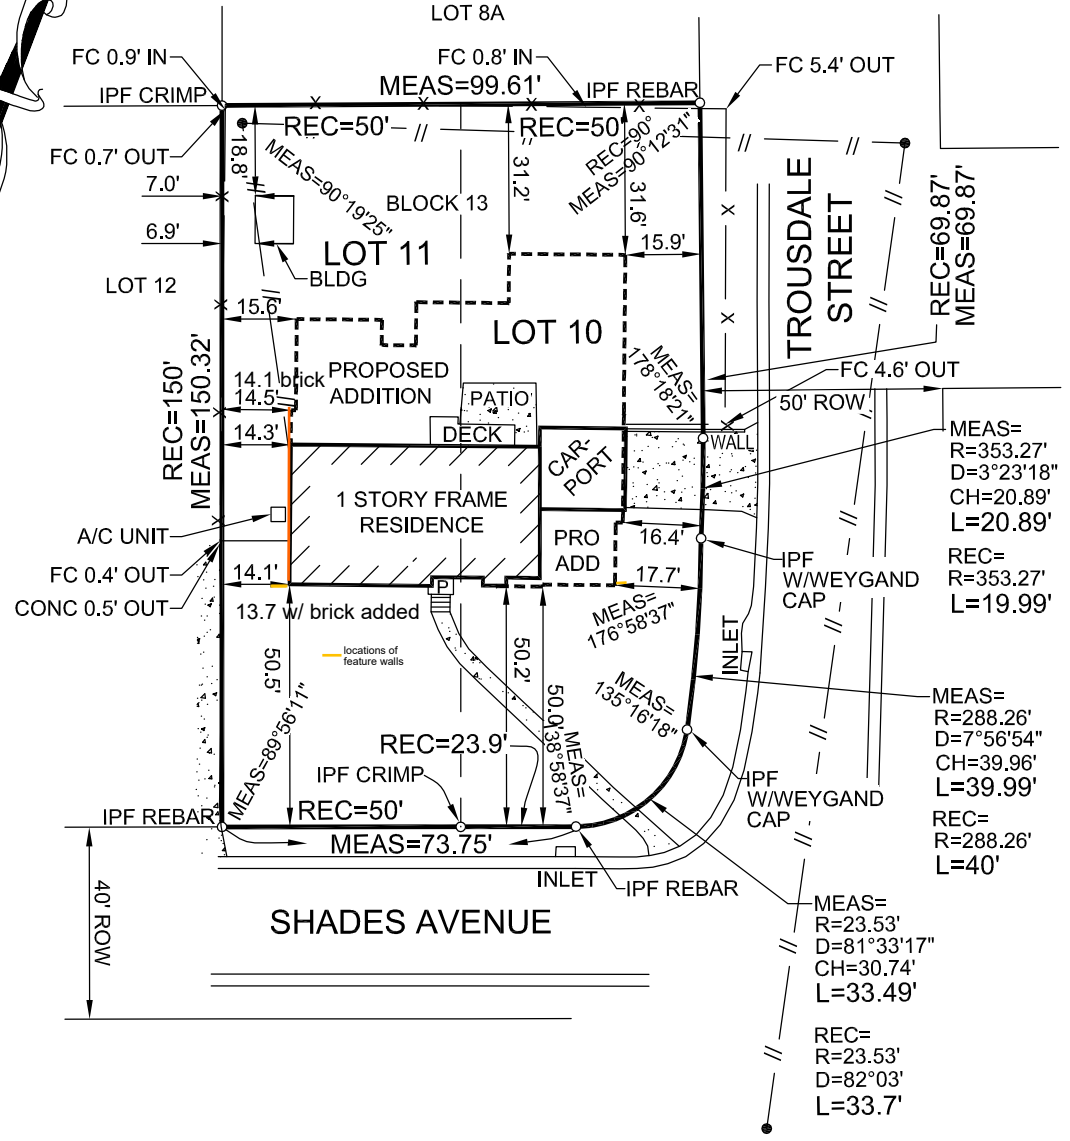 LOT 8A
FC 0.9' IN
FC 0.8' IN
FC 5.4' OUT
MEAS=99.61'
IPF CRIMP
IPF REBAR
REC=50'
REC=50'
FC 0.7' OUT
18.8'
MEAS=90°19'25"
31.2'
REC=90°
MEAS=90°12'31"
31.6'
7.0'
BLOCK 13
6.9'
LOT 11
15.9'
BLDG
LOT 12
TROUSDALE
STREET
REC=69.87'
MEAS=69.87'
15.6'
LOT 10
REC=150'
MEAS=150.32'
PROPOSED
ADDITION
MEAS=
178°18'21"
FC 4.6' OUT
14.1 brick
14.5'
PATIO
50' ROW
14.3'
DECK
WALL
CAR-
PORT
MEAS=
R=353.27'
D=3°23'18"
CH=20.89'
L=20.89'
1 STORY FRAME
RESIDENCE
A/C UNIT
PRO
ADD
16.4'
IPF
W/WEYGAND
CAP
REC=
R=353.27'
L=19.99'
FC 0.4' OUT
14.1'
P
17.7'
CONC 0.5' OUT
13.7 w/ brick added
MEAS=
176°58'37"
locations of
feature walls
INLET
50.5'
50.2'
50.0'
MEAS=89°56'11"
MEAS=
135°16'18"
MEAS=
R=288.26'
D=7°56'54"
CH=39.96'
L=39.99'
REC=23.9'
MEAS=
138°58'37"
IPF CRIMP
IPF
W/WEYGAND
CAP
REC=50'
IPF REBAR
REC=
R=288.26'
L=40'
MEAS=73.75'
INLET
IPF REBAR
40' ROW
SHADES AVENUE
MEAS=
R=23.53'
D=81°33'17"
CH=30.74'
L=33.49'
REC=
R=23.53'
D=82°03'
L=33.7'